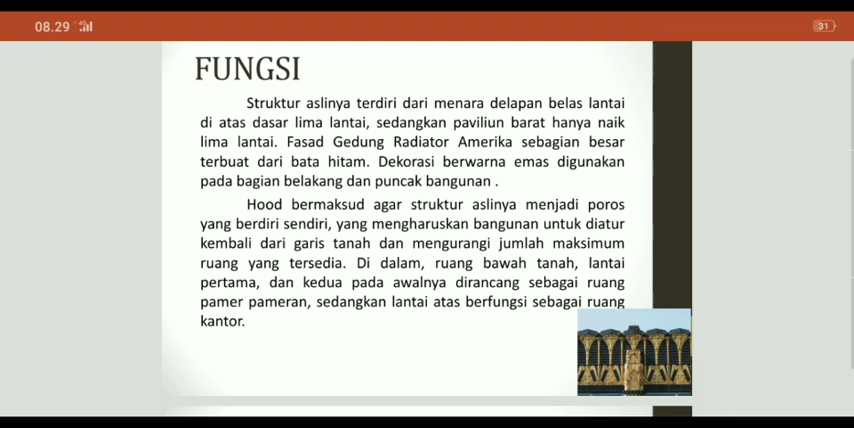 08.29 4G
31
FUNGSI
Struktur aslinya terdiri dari menara delapan belas lantai
di atas dasar lima lantai, sedangkan paviliun barat hanya naik
lima lantai. Fasad Gedung Radiator Amerika sebagian besar
terbuat dari bata hitam. Dekorasi berwarna emas digunakan
pada bagian belakang dan puncak bangunan .
Hood bermaksud agar struktur aslinya menjadi poros
yang berdiri sendiri, yang mengharuskan bangunan untuk diatur
kembali dari garis tanah dan mengurangi jumlah maksimum
ruang yang tersedia. Di dalam, ruang bawah tanah, lantai
pertama, dan kedua pada awalnya dirancang sebagai ruang
pamer pameran, sedangkan lantai atas berfungsi sebagai ruang
kantor.